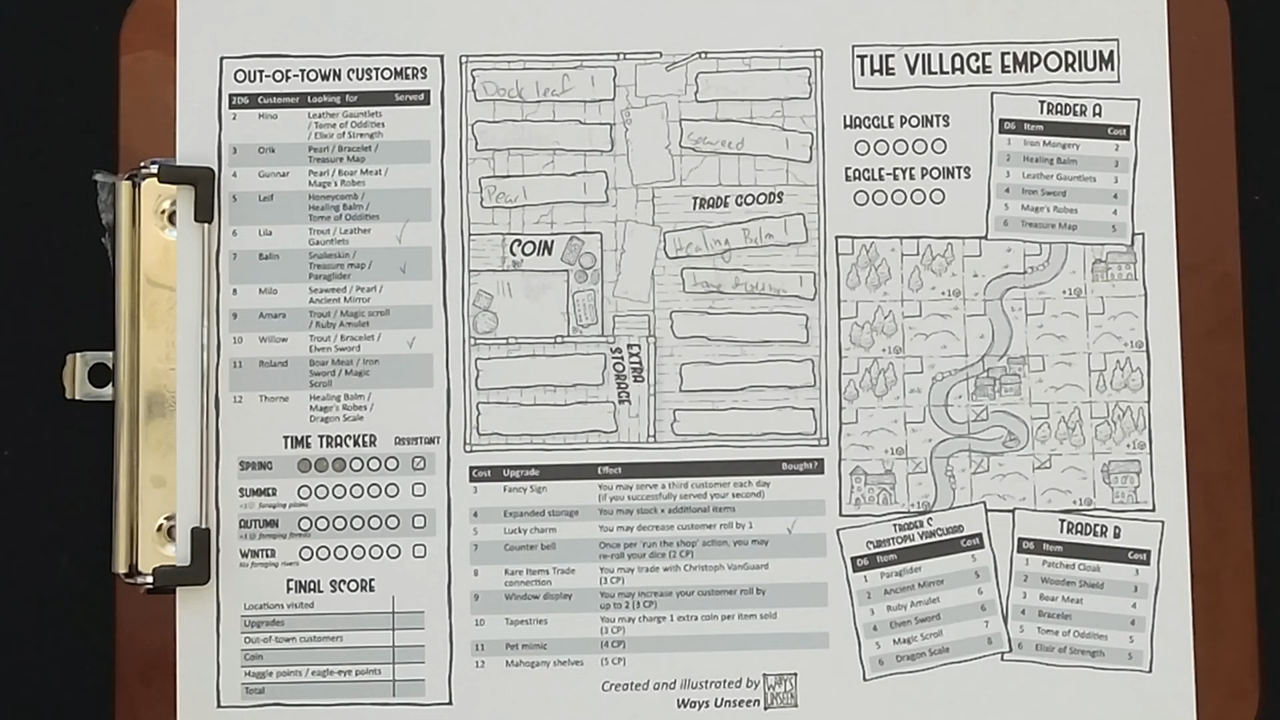 OUT-OF-TOWN CUSTOMERS
2D6 Customer Looking for Served
2 Hino Leather Gauntlets
/ Tome of Oddities
/ Elixir of Strength
3 Orik Pearl / Bracelet /
Treasure Map
4 Gunnar Pearl / Boar Meat /
Mage's Robes
5 Leif Honeycomb /
Healing Balm /
Tome of Oddities
6 Lila Trout / Leather
Gauntlets
7 Balin Snakeskin /
Treasure map /
Paraglider
8 Milo Seaweed / Pearl /
Ancient Mirror
9 Amara Trout / Magic scroll
/ Ruby Amulet
10 Willow Trout / Bracelet /
Elven Sword
11 Roland Boar Meat / Iron
Sword / Magic
Scroll
12 Thorne Healing Balm /
Mage's Robes /
Dragon Scale
TIME TRACKER ASSISTANT
SPRING
SUMMER
foraging plains
AUTUMN
foraging forests
WINTER
No foraging rivers
FINAL SCORE
Locations visited
Upgrades
Out-of-town customers
Coin
Haggle points / eagle-eye points
Total
Dock leaf 1
Seaweed 1
Pearl 1
TRADE GOODS
Healing Balm 1
COIN
EXTRA
STORAGE
Cost Upgrade Effect Bought?
3 Fancy Sign You may serve a third customer each day
(if you successfully served your second)
4 Expanded storage You may stock × additional items
5 Lucky charm You may decrease customer roll by 1
7 Counter bell Once per 'run the shop' action, you may
re-roll your dice (2 CP)
8 Rare Items Trade You may trade with Christoph VanGuard
connection (3 CP)
9 Window display You may increase your customer roll by
up to 2 (3 CP)
10 Tapestries You may charge 1 extra coin per item sold
(3 CP)
11 Pet mimic (4 CP)
12 Mahogany shelves (5 CP)
Created and illustrated by
Ways Unseen
WAYS
UNSEEN
THE VILLAGE EMPORIUM
HAGGLE POINTS
EAGLE-EYE POINTS
TRADER A
D6 Item Cost
1 Iron Mongery 2
2 Healing Balm 3
3 Leather Gauntlets 3
4 Iron Sword 4
5 Mage's Robes 4
6 Treasure Map 5
+1
+1
+1
+1
+1
+1
+1
+1
TRADER C
CHRISTOPH VANGUARD
D6 Item Cost
1 Paraglider 5
2 Ancient Mirror 5
3 Ruby Amulet 6
4 Elven Sword 6
5 Magic Scroll 7
6 Dragon Scale 8
TRADER B
D6 Item Cost
1 Patched Cloak 3
2 Wooden Shield 3
3 Boar Meat 4
4 Bracelet 4
5 Tome of Oddities 5
6 Elixir of Strength 5